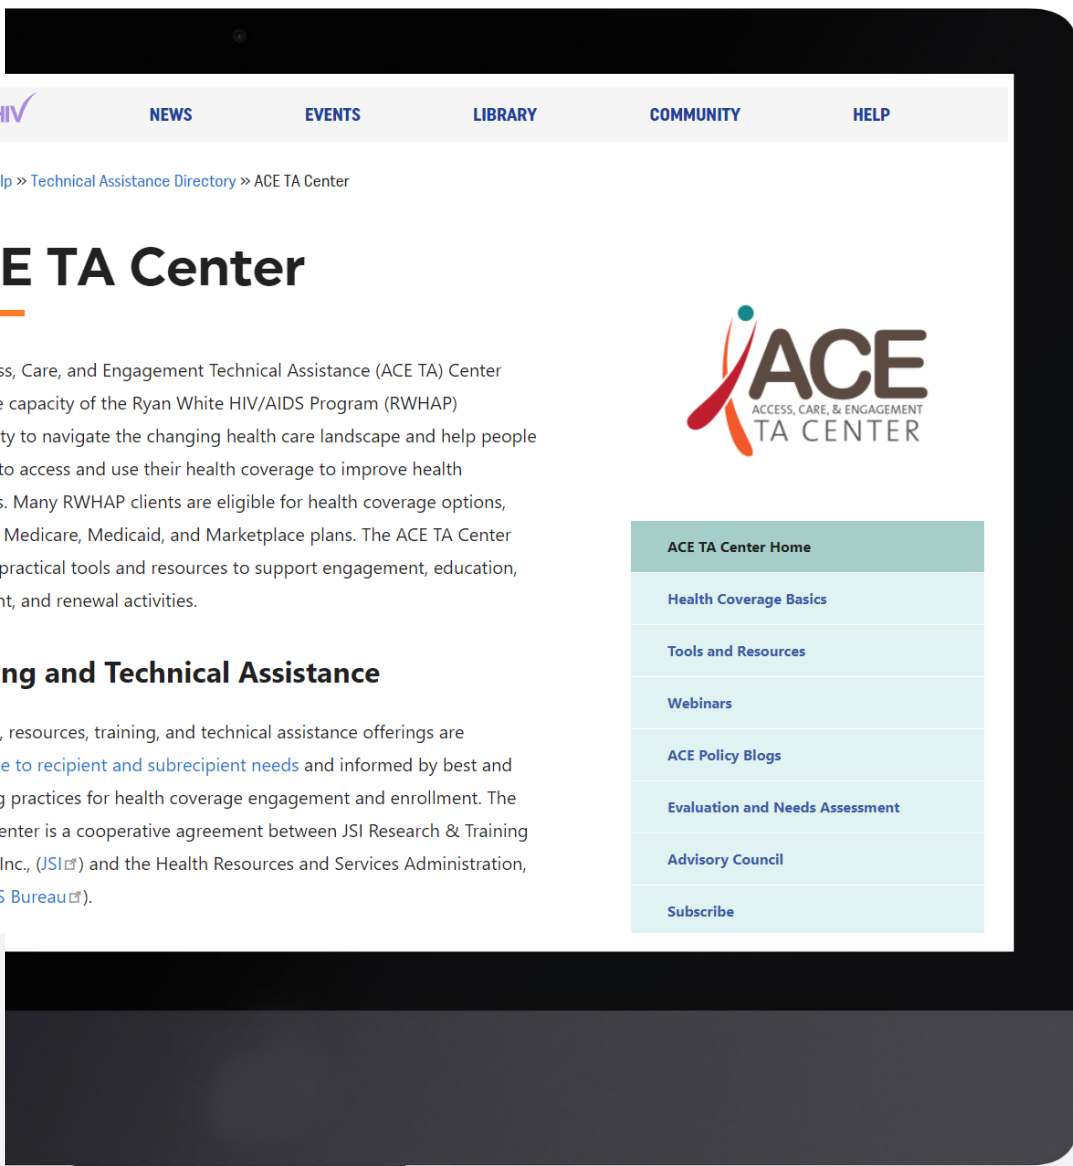 HIV
NEWS
EVENTS
LIBRARY
COMMUNITY
HELP
lp » Technical Assistance Directory » ACE TA Center
E TA Center
ss, Care, and Engagement Technical Assistance (ACE TA) Center
e capacity of the Ryan White HIV/AIDS Program (RWHAP)
ty to navigate the changing health care landscape and help people
to access and use their health coverage to improve health
s. Many RWHAP clients are eligible for health coverage options,
Medicare, Medicaid, and Marketplace plans. The ACE TA Center
practical tools and resources to support engagement, education,
nt, and renewal activities.
ng and Technical Assistance
, resources, training, and technical assistance offerings are
e to recipient and subrecipient needs and informed by best and
g practices for health coverage engagement and enrollment. The
enter is a cooperative agreement between JSI Research & Training
Inc., (JSI) and the Health Resources and Services Administration,
S Bureau).
ACE
ACCESS, CARE, & ENGAGEMENT
TA CENTER
ACE TA Center Home
Health Coverage Basics
Tools and Resources
Webinars
ACE Policy Blogs
Evaluation and Needs Assessment
Advisory Council
Subscribe